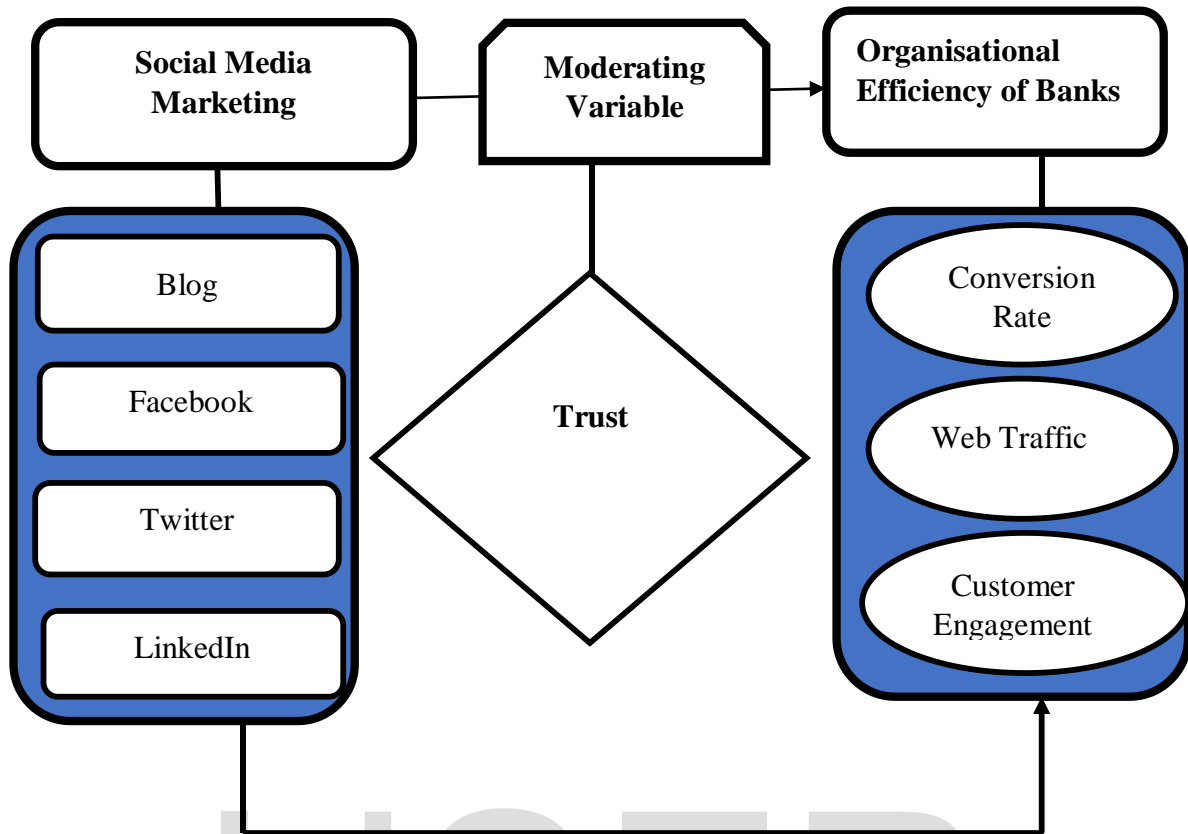 Social Media
Marketing
Moderating
Variable
Organisational
Efficiency of Banks
Blog
Facebook
Twitter
LinkedIn
Trust
Conversion
Rate
Web Traffic
Customer
Engagement